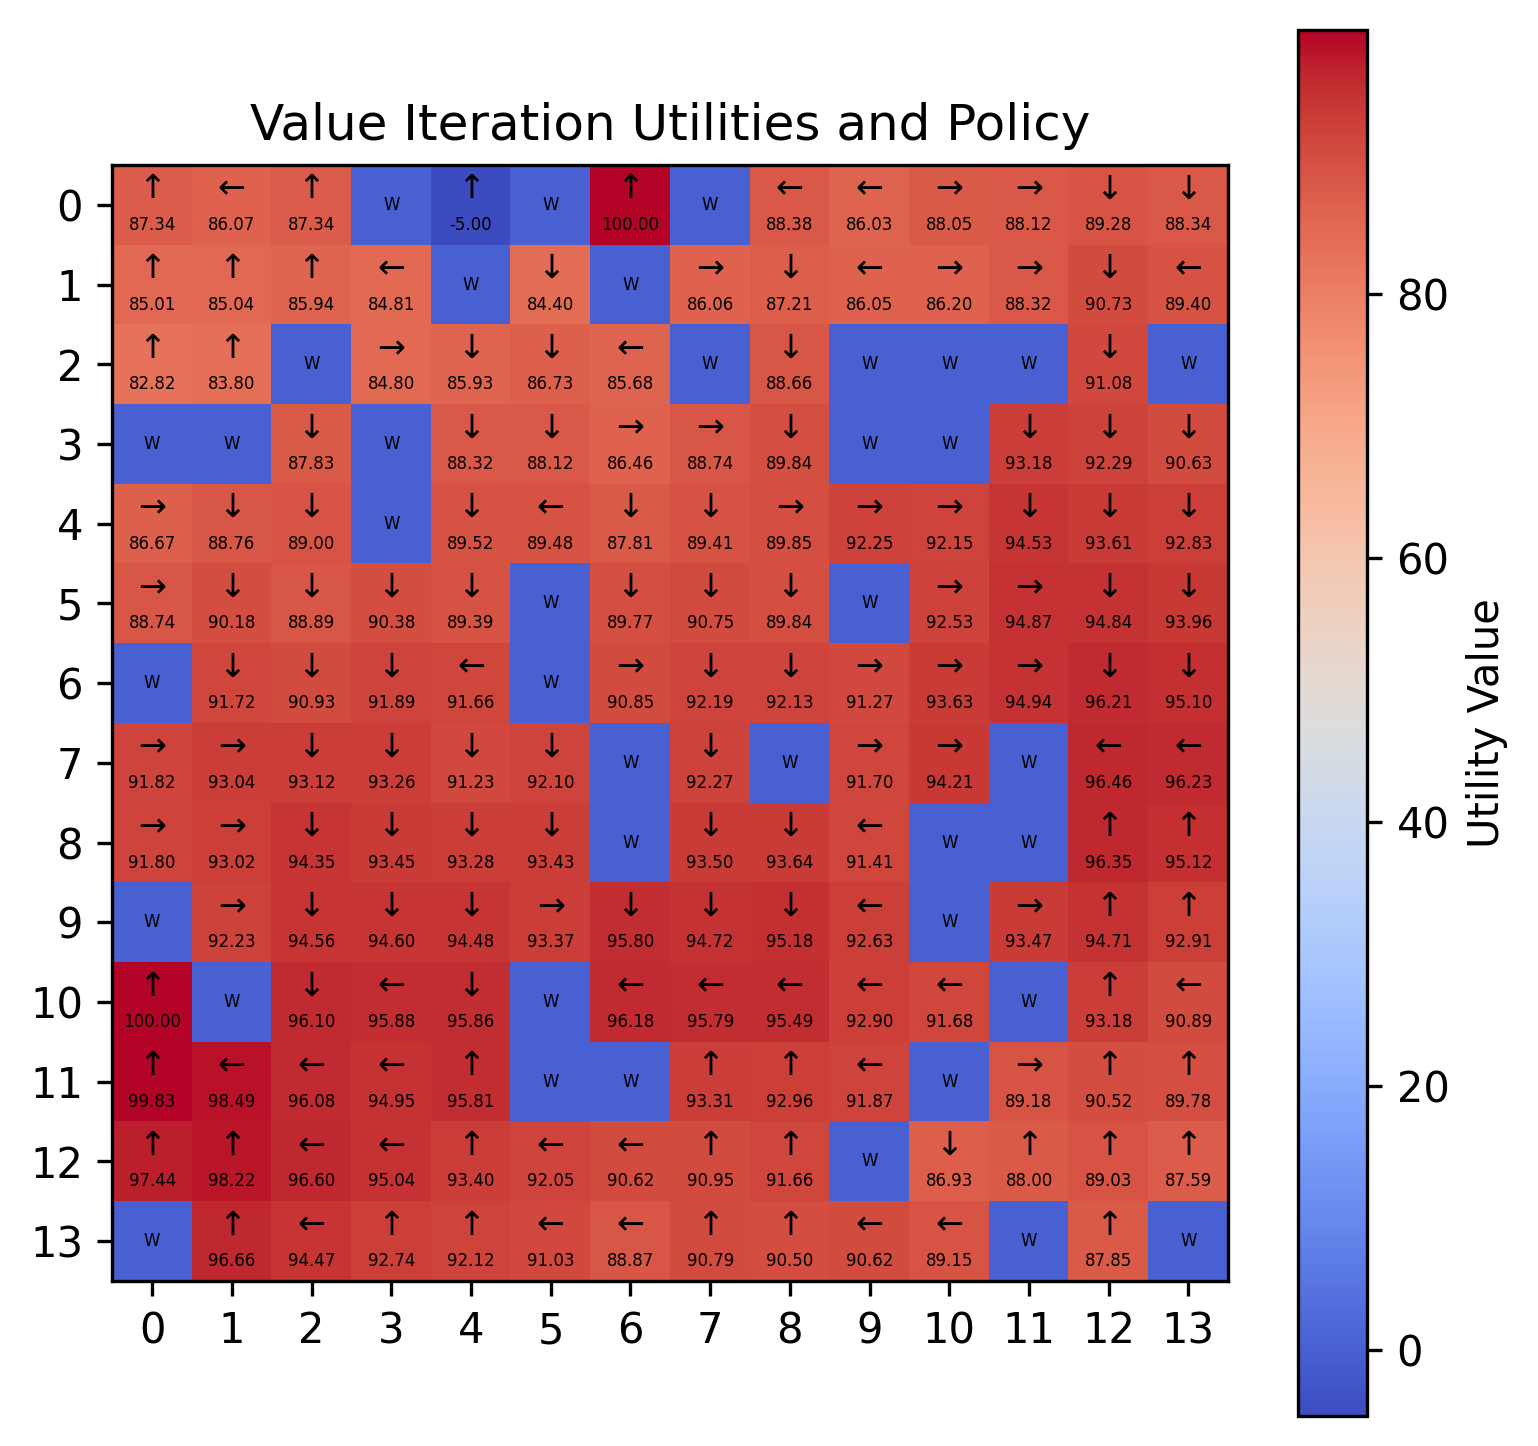 Value Iteration Utilities and Policy
0 ↑ ← ↑ W ↑ W ↑ W ← ← → → ↓ ↓
87.34 86.07 87.34 -5.00 100.00 88.38 86.03 88.05 88.12 89.28 88.34
1 ↑ ↑ ↑ ← W ↓ W → ↓ ← → → ↓ ←
85.01 85.04 85.94 84.81 84.40 86.06 87.21 86.05 86.20 88.32 90.73 89.40
2 ↑ ↑ W → ↓ ↓ ← W ↓ W W W ↓ W
82.82 83.80 84.80 85.93 86.73 85.68 88.66 91.08
3 W W ↓ W ↓ ↓ → → ↓ W W ↓ ↓ ↓
87.83 88.32 88.12 86.46 88.74 89.84 93.18 92.29 90.63
4 → ↓ ↓ W ↓ ← ↓ ↓ → → → ↓ ↓ ↓
86.67 88.76 89.00 89.52 89.48 87.81 89.41 89.85 92.25 92.15 94.53 93.61 92.83
5 → ↓ ↓ ↓ ↓ W ↓ ↓ ↓ W → → ↓ ↓
88.74 90.18 88.89 90.38 89.39 89.77 90.75 89.84 92.53 94.87 94.84 93.96
6 W ↓ ↓ ↓ ← W → ↓ ↓ → → → ↓ ↓
91.72 90.93 91.89 91.66 90.85 92.19 92.13 91.27 93.63 94.94 96.21 95.10
7 → → ↓ ↓ ↓ ↓ W ↓ W → → W ← ←
91.82 93.04 93.12 93.26 91.23 92.10 92.27 91.70 94.21 96.46 96.23
8 → → ↓ ↓ ↓ ↓ W ↓ ↓ ← W W ↑ ↑
91.80 93.02 94.35 93.45 93.28 93.43 93.50 93.64 91.41 96.35 95.12
9 W → ↓ ↓ ↓ → ↓ ↓ ↓ ← W → ↑ ↑
92.23 94.56 94.60 94.48 93.37 95.80 94.72 95.18 92.63 93.47 94.71 92.91
10 ↑ W ↓ ← ↓ W ← ← ← ← ← W ↑ ←
100.00 96.10 95.88 95.86 96.18 95.79 95.49 92.90 91.68 93.18 90.89
11 ↑ ← ← ← ↑ W W ↑ ↑ ← W → ↑ ↑
99.83 98.49 96.08 94.95 95.81 93.31 92.96 91.87 89.18 90.52 89.78
12 ↑ ↑ ← ← ↑ ← ← ↑ ↑ W ↓ ↑ ↑ ↑
97.44 98.22 96.60 95.04 93.40 92.05 90.62 90.95 91.66 86.93 88.00 89.03 87.59
13 W ↑ ← ↑ ↑ ← ← ↑ ↑ ← ← W ↑ W
96.66 94.47 92.74 92.12 91.03 88.87 90.79 90.50 90.62 89.15 87.85
0 1 2 3 4 5 6 7 8 9 10 11 12 13
80
60
40
20
0
Utility Value